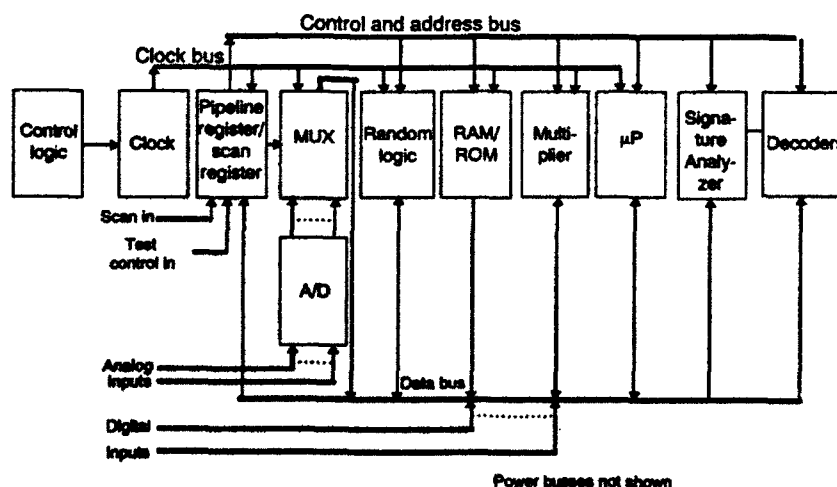 Control and address bus
Clock bus
Control
logic
Clock
Pipeline
register/
scan
register
MUX
Random
logic
RAM/
ROM
Multi-
plier
µP
Signa-
ture
Analy-
zer
Decoders
Scan in
Test
control in
A/D
Analog
inputs
Data bus
Digital
Inputs
Power busses not shown